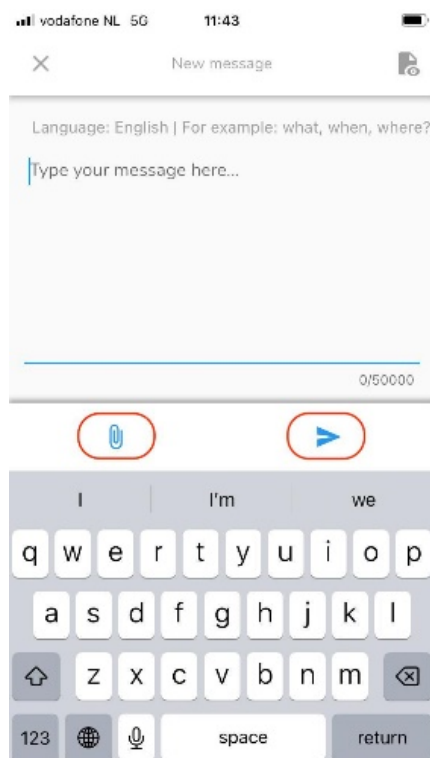 vodafone NL 5G 11:43
New message
Language: English | For example: what, when, where?
Type your message here...
0/50000
I I'm we
q w e r t y u i o p
a s d f g h j k l
z x c v b n m
123 space return